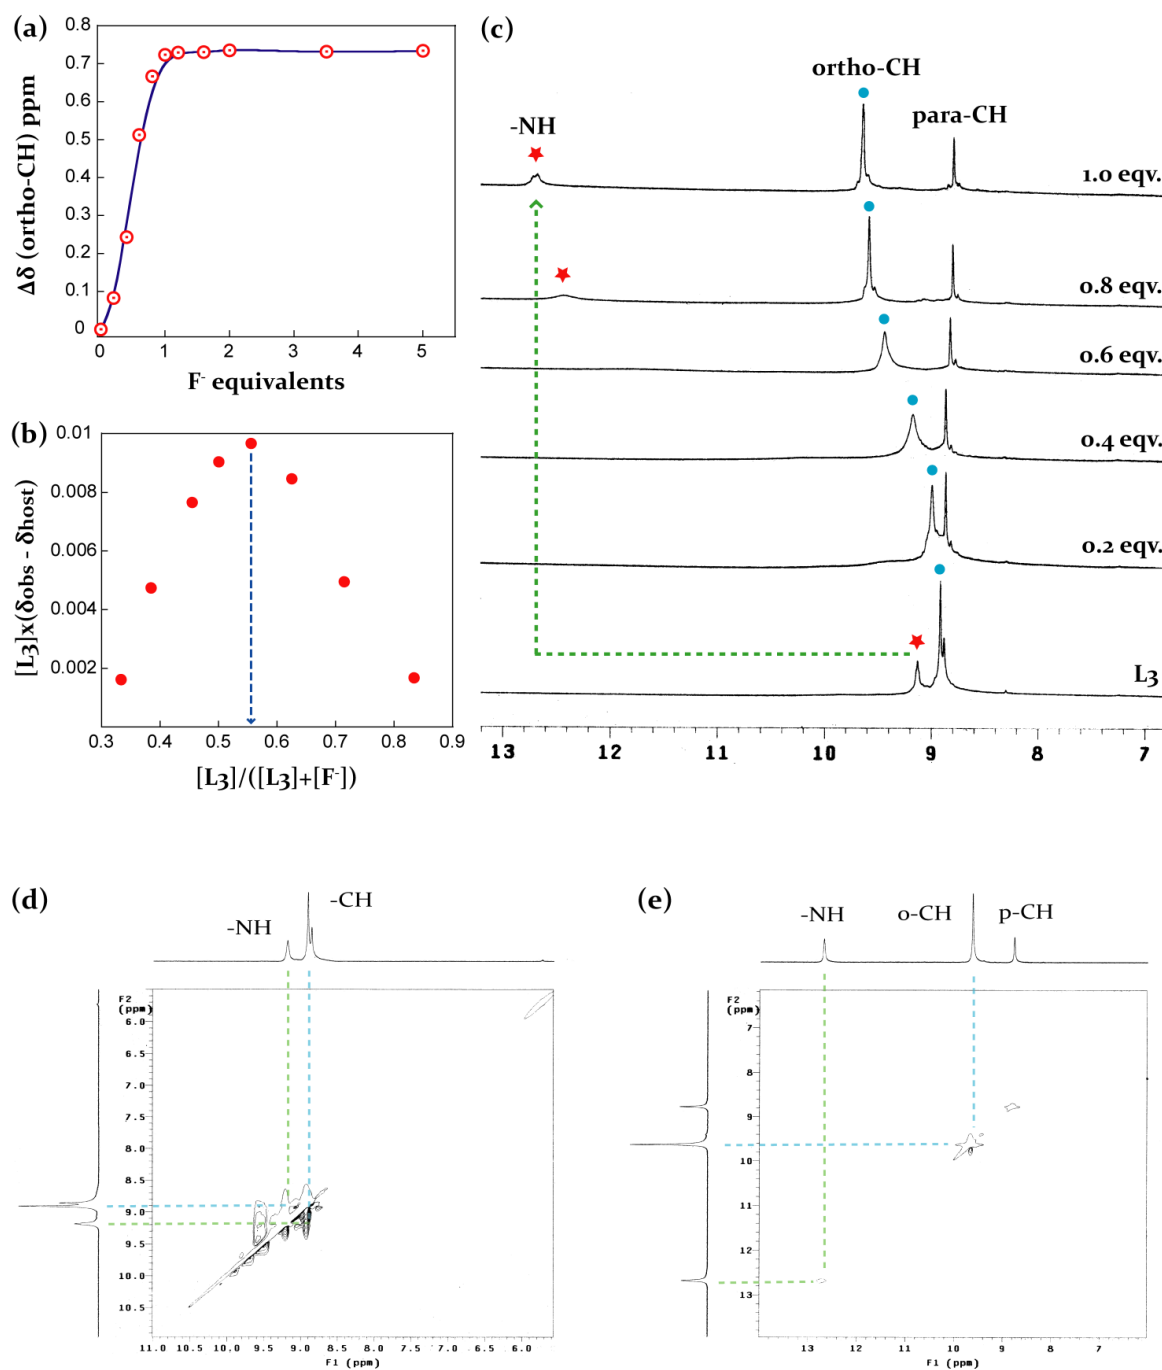 (a)
0.8
0.7
0.6
0.5
0.4
0.3
0.2
0.1
0
Δδ (ortho-CH) ppm
0 1 2 3 4 5
F⁻ equivalents
(b)
0.01
0.008
0.006
0.004
0.002
[L3]x(δobs - δhost)
0.3 0.4 0.5 0.6 0.7 0.8 0.9
[L3]/([L3]+[F⁻])
(c)
ortho-CH
-NH
para-CH
1.0 eqv.
0.8 eqv.
0.6 eqv.
0.4 eqv.
0.2 eqv.
L3
13 12 11 10 9 8 7
(d)
-CH
-NH
F2
(ppm)
6.0
6.5
7.0
7.5
8.0
8.5
9.0
9.5
10.0
10.5
11.0 10.5 10.0 9.5 9.0 8.5 8.0 7.5 7.0 6.5 6.0
F1 (ppm)
(e)
-NH o-CH p-CH
F2
(ppm)
7
8
9
10
11
12
13
13 12 11 10 9 8 7
F1 (ppm)